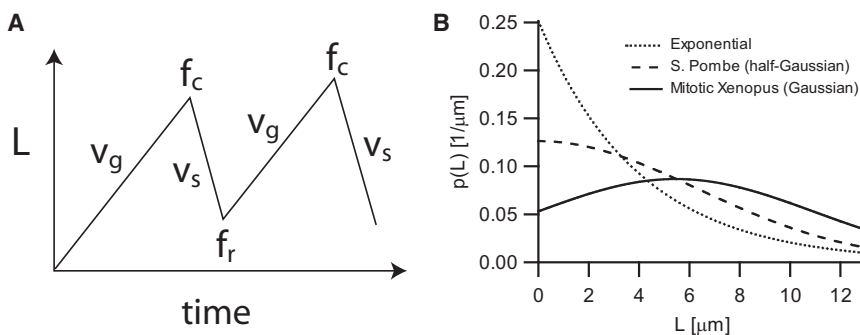 A
L
time
v_g
f_c
v_s
f_r
v_g
f_c
v_s
B
p(L) [1/μm]
0.25
0.20
0.15
0.10
0.05
0.00
0 2 4 6 8 10 12
L [μm]
Exponential
S. Pombe (half-Gaussian)
Mitotic Xenopus (Gaussian)